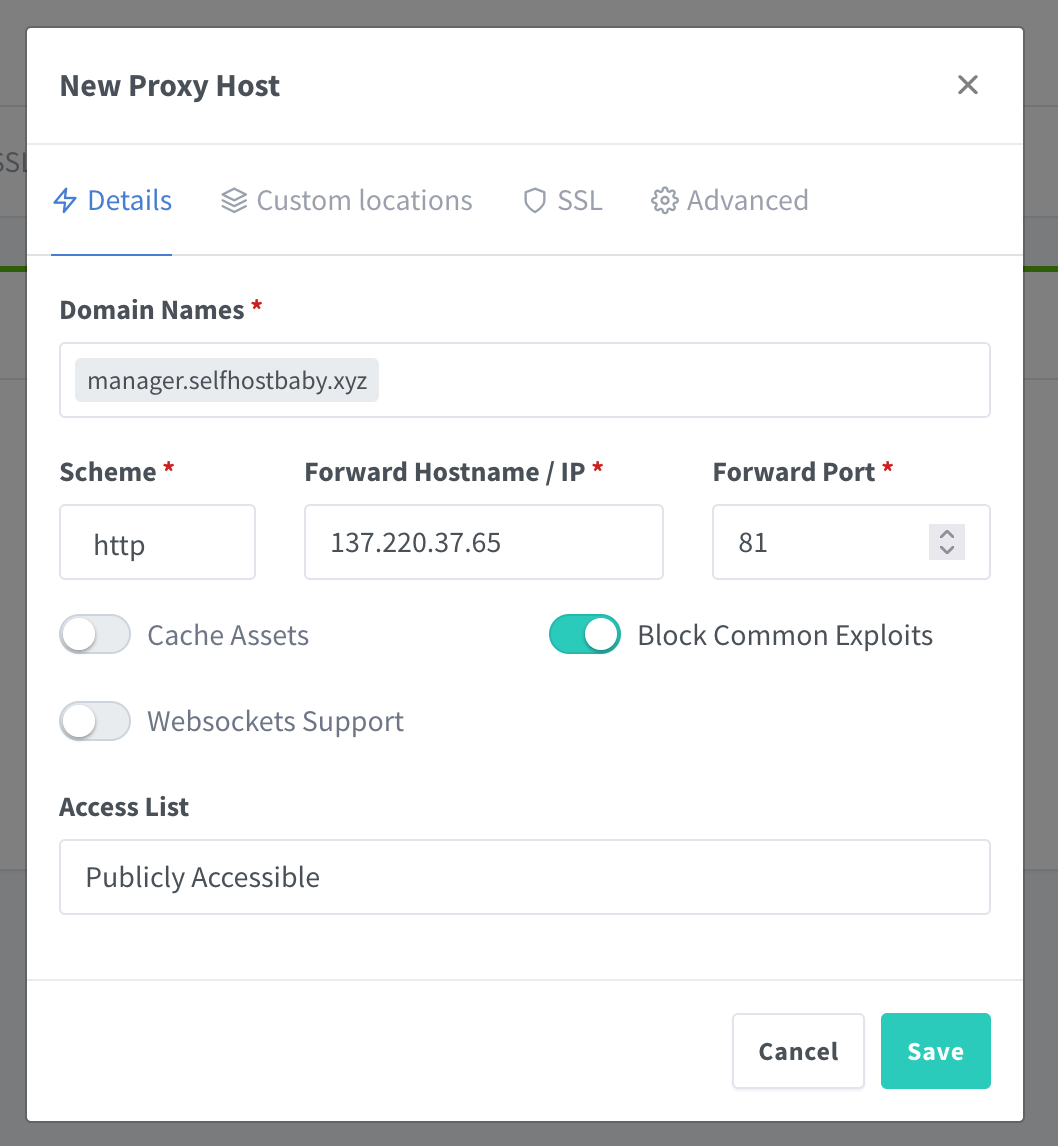 New Proxy Host
SSL
Details Custom locations SSL Advanced
Domain Names *
manager.selfhostbaby.xyz
Scheme * Forward Hostname / IP * Forward Port *
http 137.220.37.65 81
Cache Assets Block Common Exploits
Websockets Support
Access List
Publicly Accessible
Cancel Save